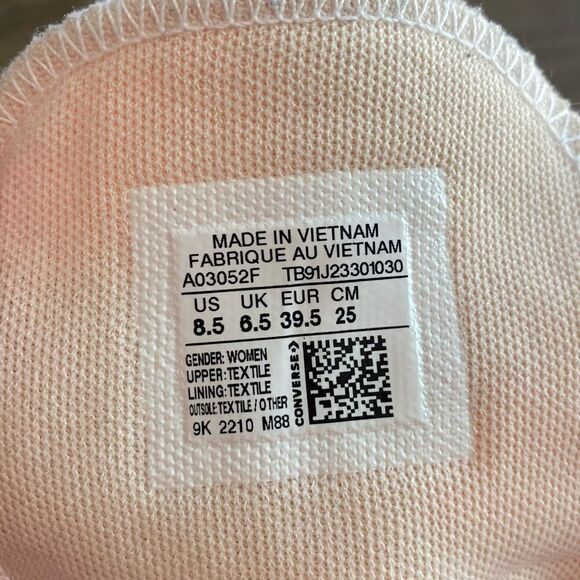 MADE IN VIETNAM
FABRIQUE AU VIETNAM
A03052F TB91J23301030
US UK EUR CM
8.5 6.5 39.5 25
GENDER: WOMEN
UPPER: TEXTILE
LINING: TEXTILE
OUTSOLE: TEXTILE / OTHER
9K 2210 M88
CONVERSE